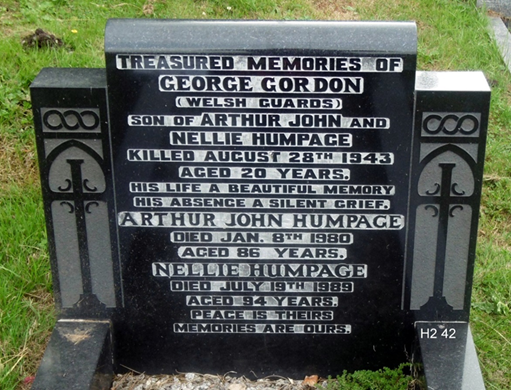 TREASURED MEMORIES OF
GEORGE GORDON
(WELSH GUARDS)
SON OF ARTHUR JOHN AND
NELLIE HUMPAGE
KILLED AUGUST 28TH 1943
AGED 20 YEARS.
HIS LIFE A BEAUTIFUL MEMORY
HIS ABSENCE A SILENT GRIEF.
ARTHUR JOHN HUMPAGE
DIED JAN. 8TH 1980
AGED 86 YEARS.
NELLIE HUMPAGE
DIED JULY 19TH 1989
AGED 94 YEARS.
PEACE IS THEIRS
MEMORIES ARE OURS.
H2 42